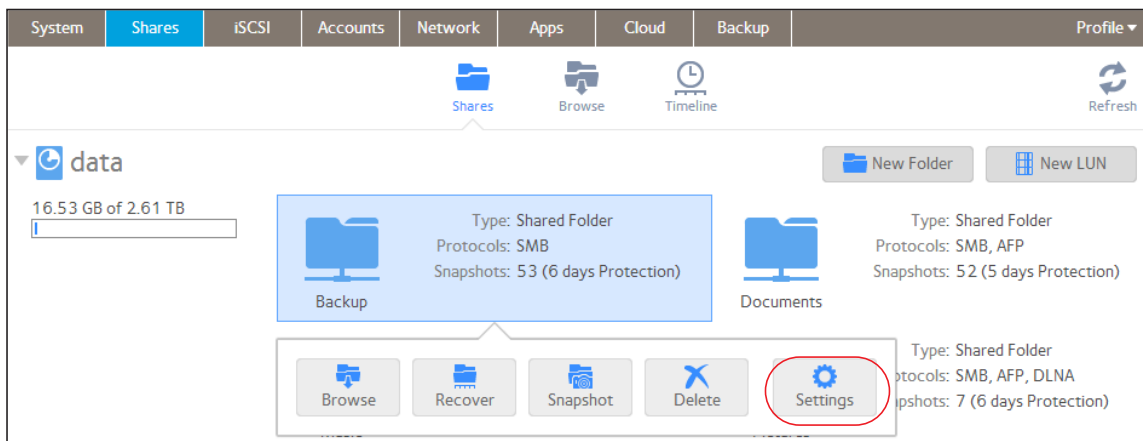 System Shares iSCSI Accounts Network Apps Cloud Backup Profile
Shares Browse Timeline Refresh
data New Folder New LUN
16.53 GB of 2.61 TB
Type: Shared Folder
Protocols: SMB
Snapshots: 53 (6 days Protection)
Backup
Type: Shared Folder
Protocols: SMB, AFP
Snapshots: 52 (5 days Protection)
Documents
Browse Recover Snapshot Delete Settings
Type: Shared Folder
SMB, AFP, DLNA
7 (6 days Protection)